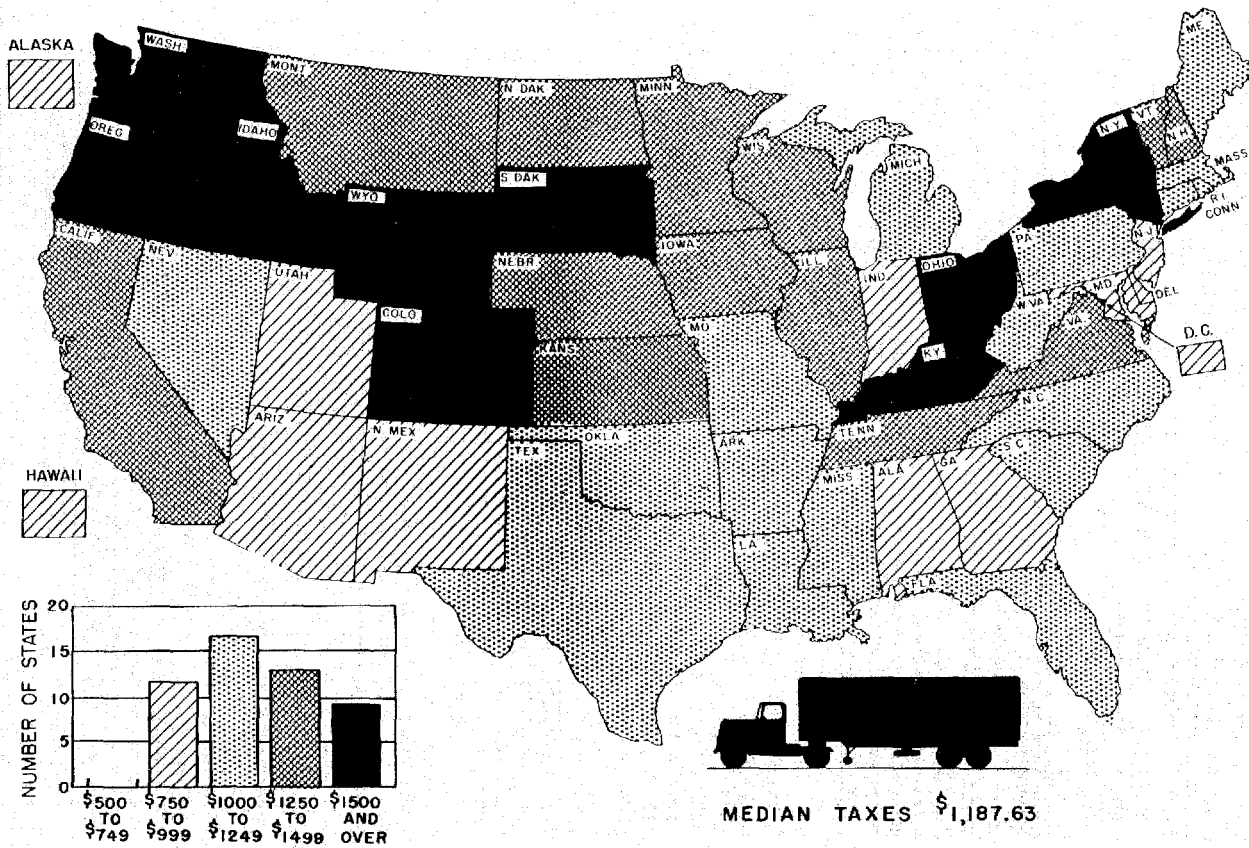 ALASKA
WASH.
MONT
N. DAK
MINN
ME.
OREG
IDAHO
N.Y.
VT.
N H
WIS
MICH
MASS
S. DAK
WYO
R I
CONN
CALIF
NEV
IOWA
PA
N J
UTAH
NEBR
ILL
IND
OHIO
W. VA.
MD.
DEL
COLO
MO
VA.
D. C.
KANS
KY.
ARIZ
N MEX
OKLA
TENN
N.C.
TEX
ARK
S C
HAWAII
MISS
ALA
GA
LA
FLA
NUMBER OF STATES
20
15
10
5
0
$500 TO $749
$750 TO $999
$1000 TO $1249
$1250 TO $1499
$1500 AND OVER
MEDIAN TAXES $1,187.63